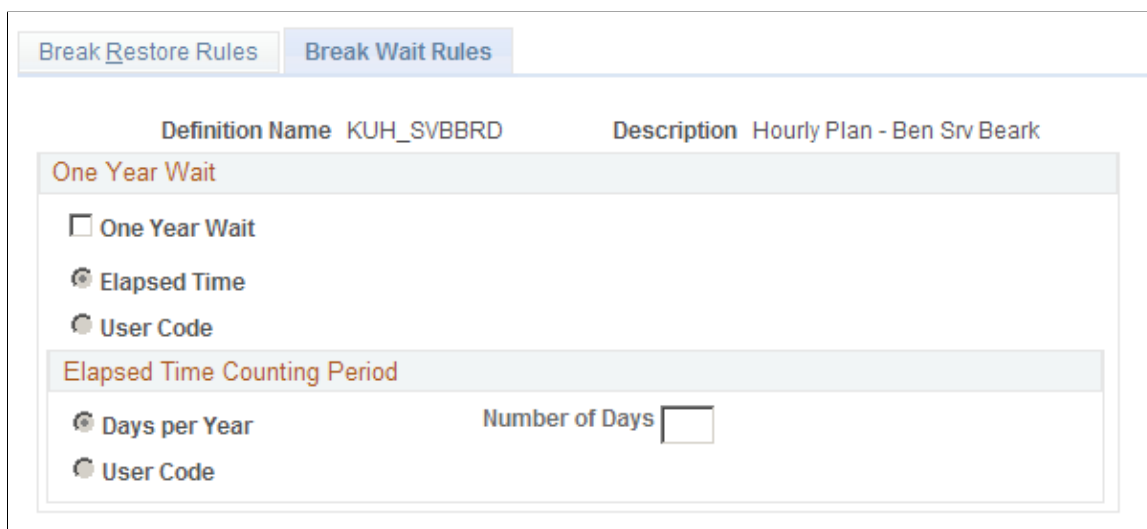 Break Restore Rules Break Wait Rules
Definition Name KUH_SVBBRD Description Hourly Plan - Ben Srv Beark
One Year Wait
One Year Wait
Elapsed Time
User Code
Elapsed Time Counting Period
Days per Year Number of Days
User Code